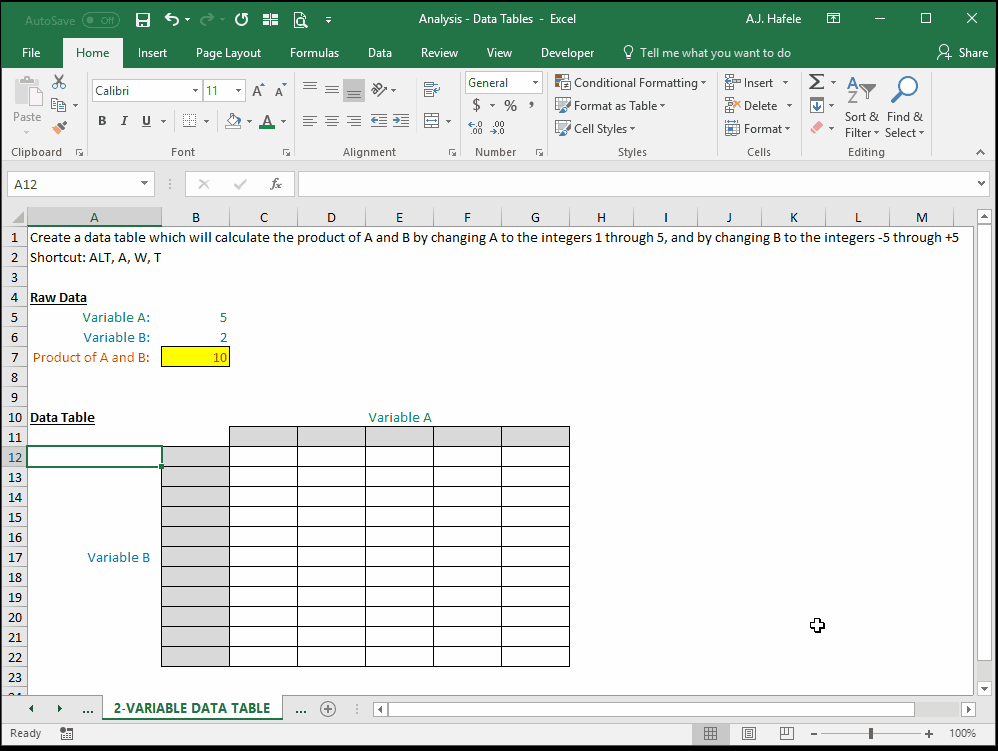 AutoSave Off Analysis - Data Tables - Excel A.J. Hafele
File Home Insert Page Layout Formulas Data Review View Developer Tell me what you want to do Share
Calibri 11 General Conditional Formatting Insert
Paste $ % , Format as Table Delete Sort & Find &
B I U A Cell Styles Format Filter Select
Clipboard Font Alignment Number Styles Cells Editing
A12 fx
A B C D E F G H I J K L M
1 Create a data table which will calculate the product of A and B by changing A to the integers 1 through 5, and by changing B to the integers -5 through +5
2 Shortcut: ALT, A, W, T
3
4 Raw Data
5 Variable A: 5
6 Variable B: 2
7 Product of A and B: 10
8
9
10 Data Table Variable A
11
12
13
14
15
16
17 Variable B
18
19
20
21
22
23
... 2-VARIABLE DATA TABLE ...
Ready 100%